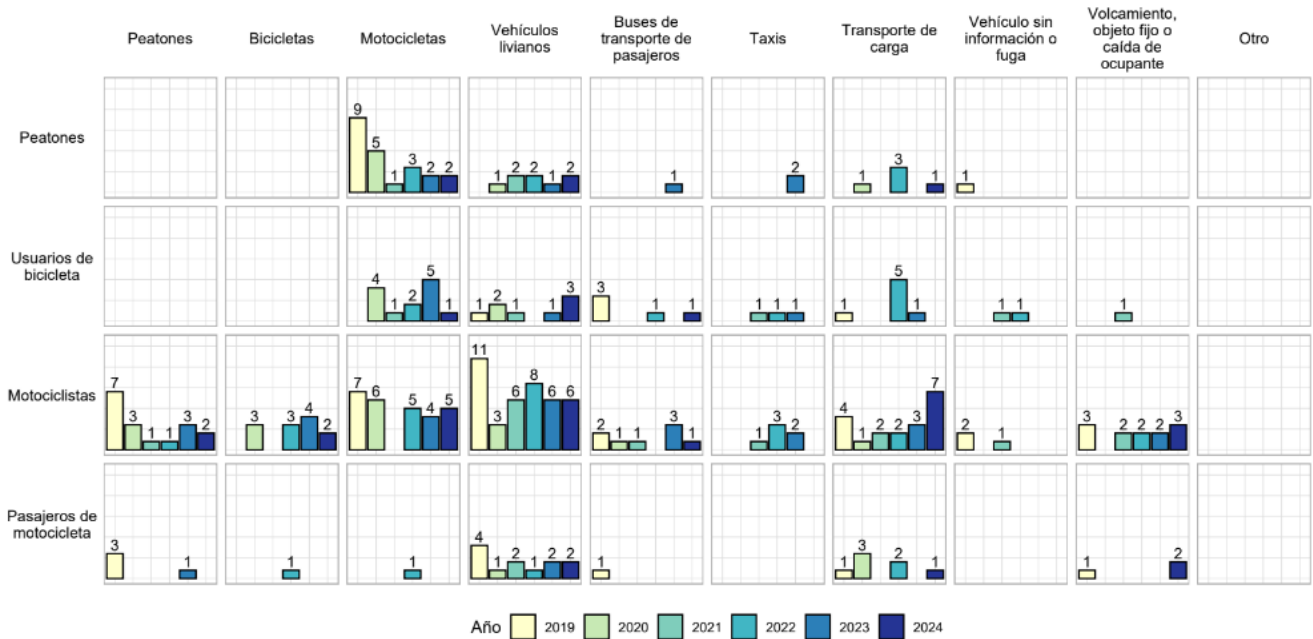 Peatones Bicicletas Motocicletas Vehículos livianos Buses de transporte de pasajeros Taxis Transporte de carga Vehículo sin información o fuga Volcamiento, objeto fijo o caída de ocupante Otro
Peatones
9 5 1 3 2 2
1 2 2 1 2
1
2
1 3 1
1
Usuarios de bicicleta
4 1 2 5 1
1 2 1 1 3
3 1 1
1 1 1
1 5 1
1 1
1
Motociclistas
7 3 1 1 3 2
3 3 4 2
7 6 5 4 5
11 3 6 8 6 6
2 1 1 3 1
1 3 2
4 1 2 2 3 7
2 1
3 2 2 2 3
Pasajeros de motocicleta
3 1
1
1
4 1 2 1 2 2
1
1 3 2 1
1 2
Año 2019 2020 2021 2022 2023 2024